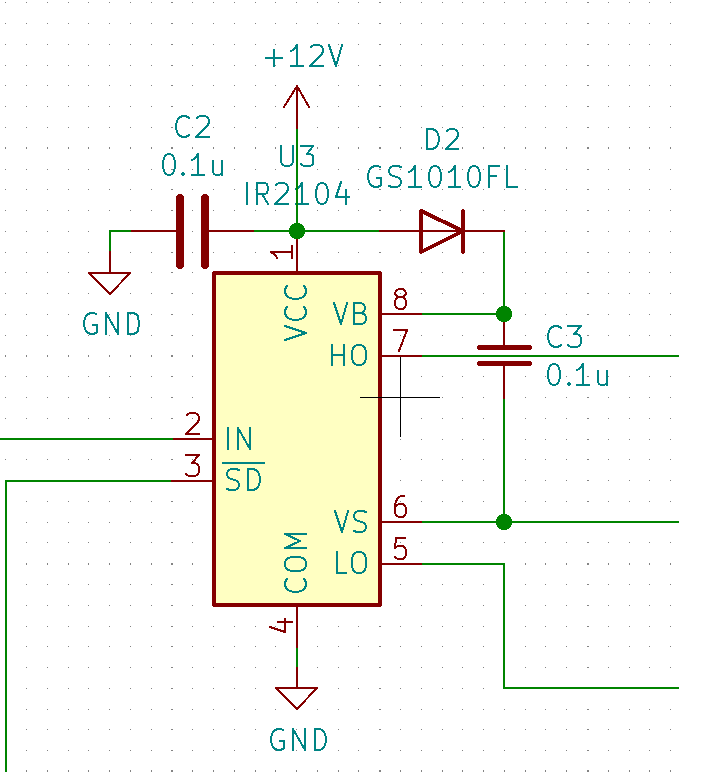 +12V
C2
0.1u
U3
IR2104
D2
GS1010FL
1
GND
VCC
VB
8
HO
7
C3
0.1u
2
IN
3
SD
VS
6
COM
LO
5
4
GND